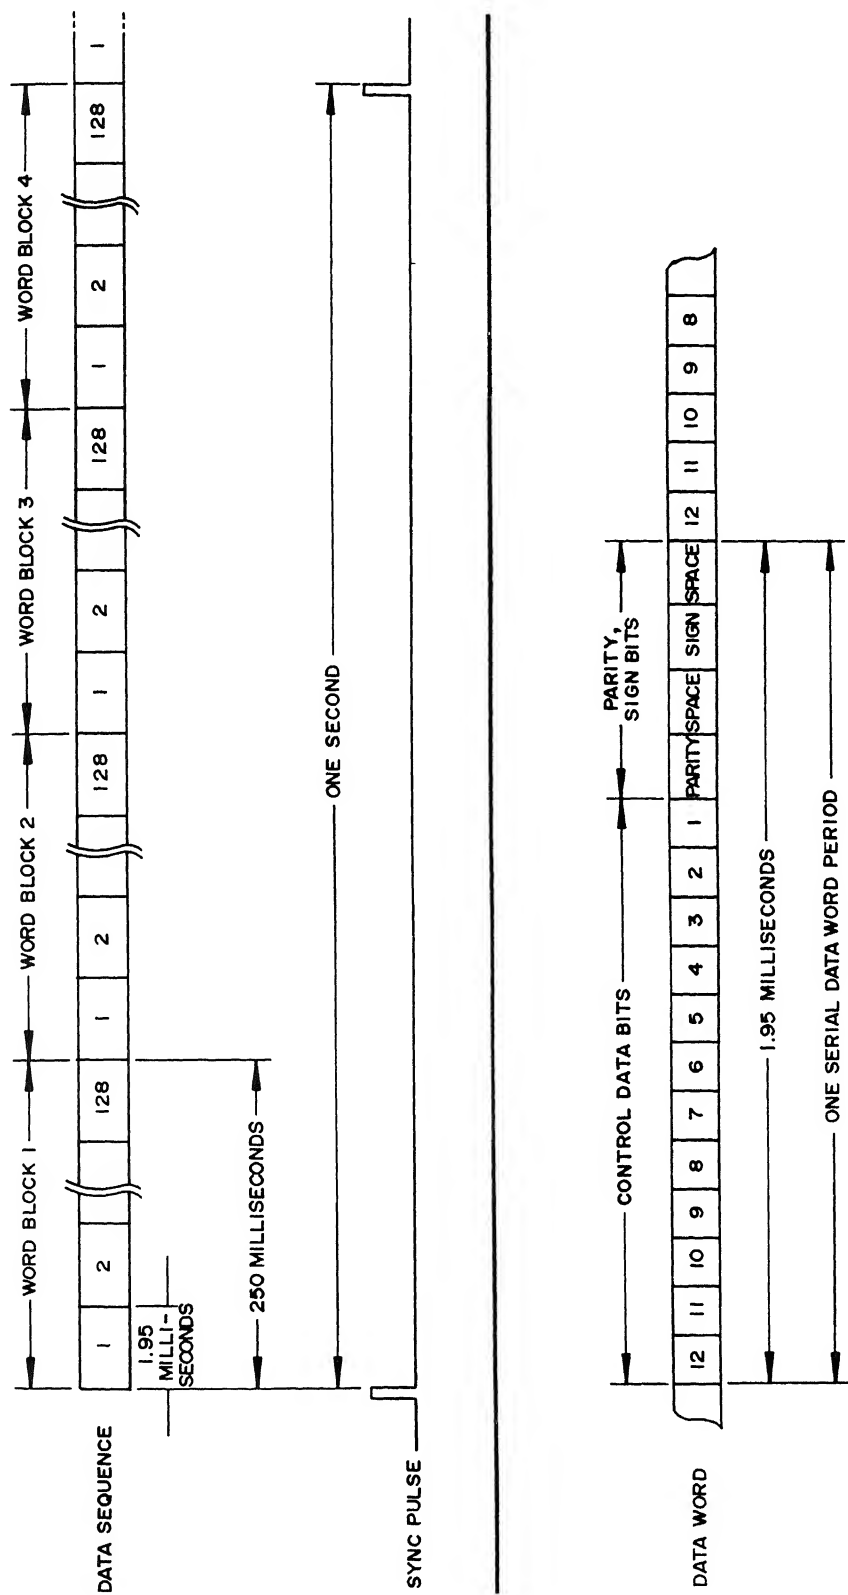 WORD BLOCK 1 WORD BLOCK 2 WORD BLOCK 3 WORD BLOCK 4
DATA SEQUENCE 1 2 128 1 2 128 1 2 128 1 2 128 1
1.95
MILLI-
SECONDS
250 MILLISECONDS
ONE SECOND
SYNC PULSE
PARITY,
SIGN BITS
CONTROL DATA BITS
DATA WORD 12 11 10 9 8 7 6 5 4 3 2 1 PARITY SPACE SIGN SPACE 12 11 10 9 8
1.95 MILLISECONDS
ONE SERIAL DATA WORD PERIOD